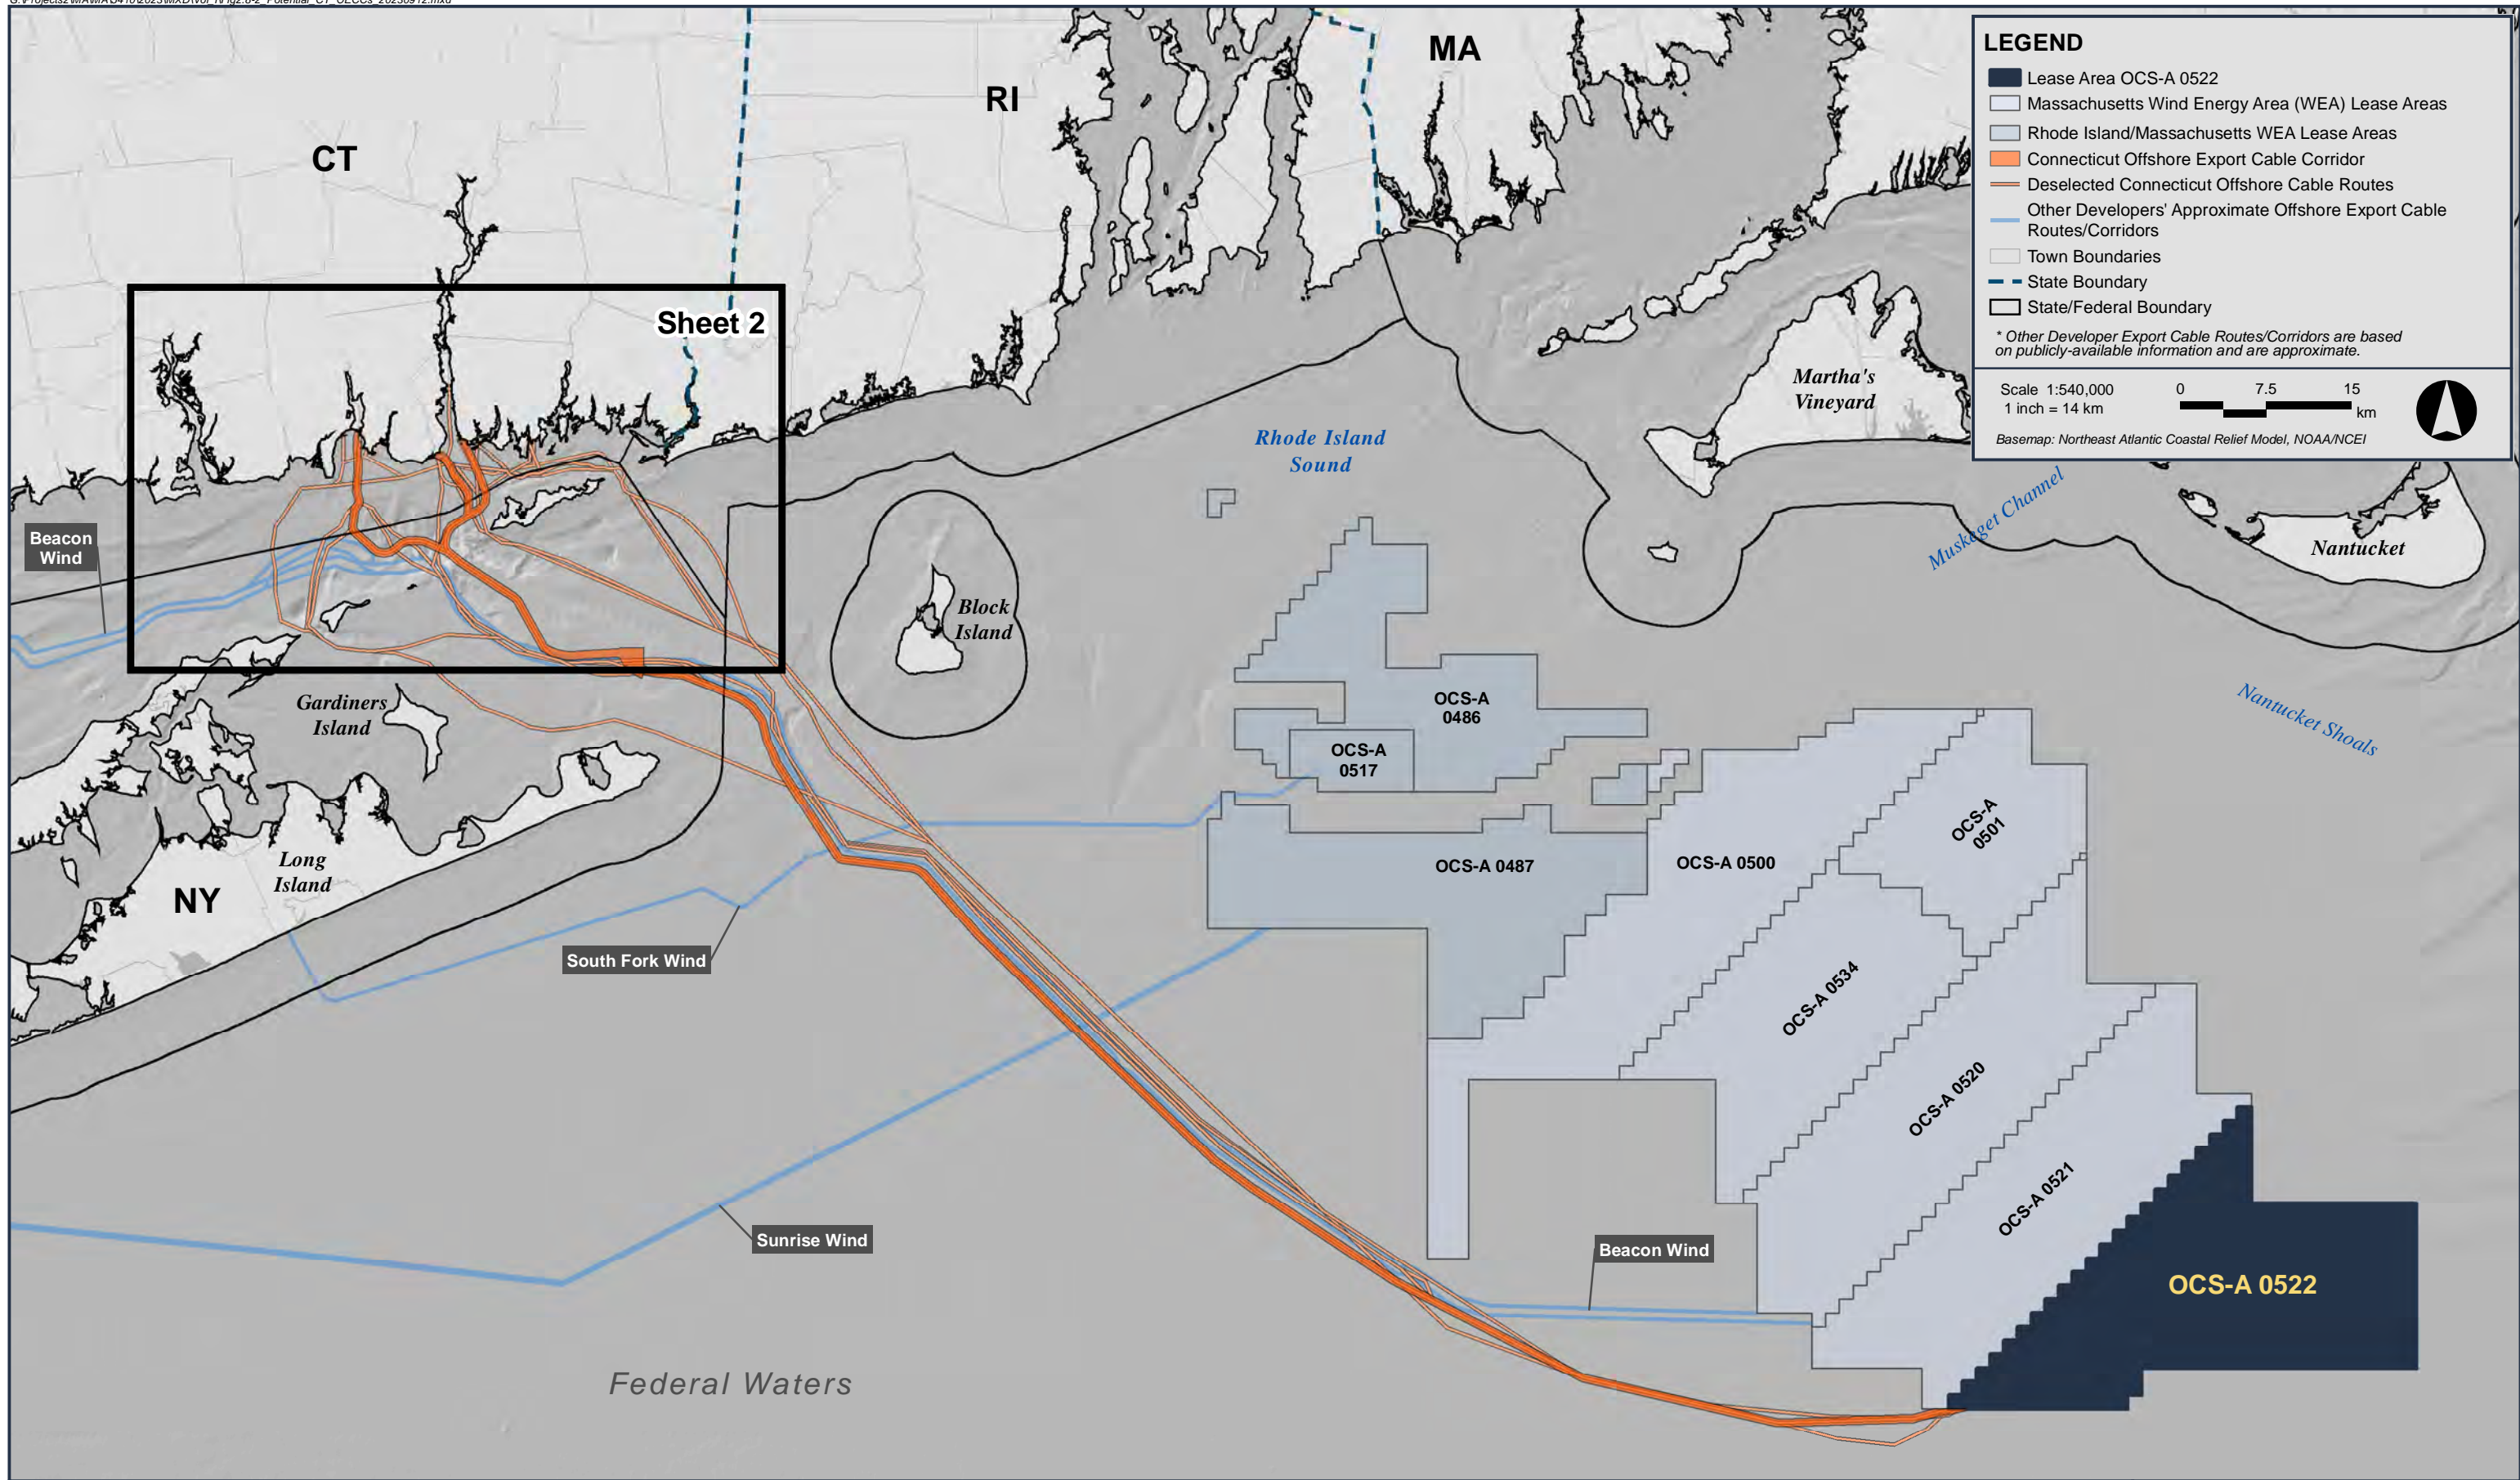 MA
RI
CT
Sheet 2
LEGEND
Lease Area OCS-A 0522
Massachusetts Wind Energy Area (WEA) Lease Areas
Rhode Island/Massachusetts WEA Lease Areas
Connecticut Offshore Export Cable Corridor
Deselected Connecticut Offshore Cable Routes
Other Developers' Approximate Offshore Export Cable
Routes/Corridors
Town Boundaries
State Boundary
State/Federal Boundary
* Other Developer Export Cable Routes/Corridors are based
on publicly-available information and are approximate.
Scale 1:540,000
1 inch = 14 km
0 7.5 15
km
Basemap: Northeast Atlantic Coastal Relief Model, NOAA/NCEI
Martha's
Vineyard
Rhode Island
Sound
Muskeget Channel
Nantucket
Beacon
Wind
Block
Island
Gardiners
Island
Nantucket Shoals
OCS-A
0486
OCS-A
0517
OCS-A
0501
OCS-A 0487
OCS-A 0500
Long
Island
NY
South Fork Wind
OCS-A 0534
OCS-A 0520
OCS-A 0521
Sunrise Wind
Beacon Wind
OCS-A 0522
Federal Waters